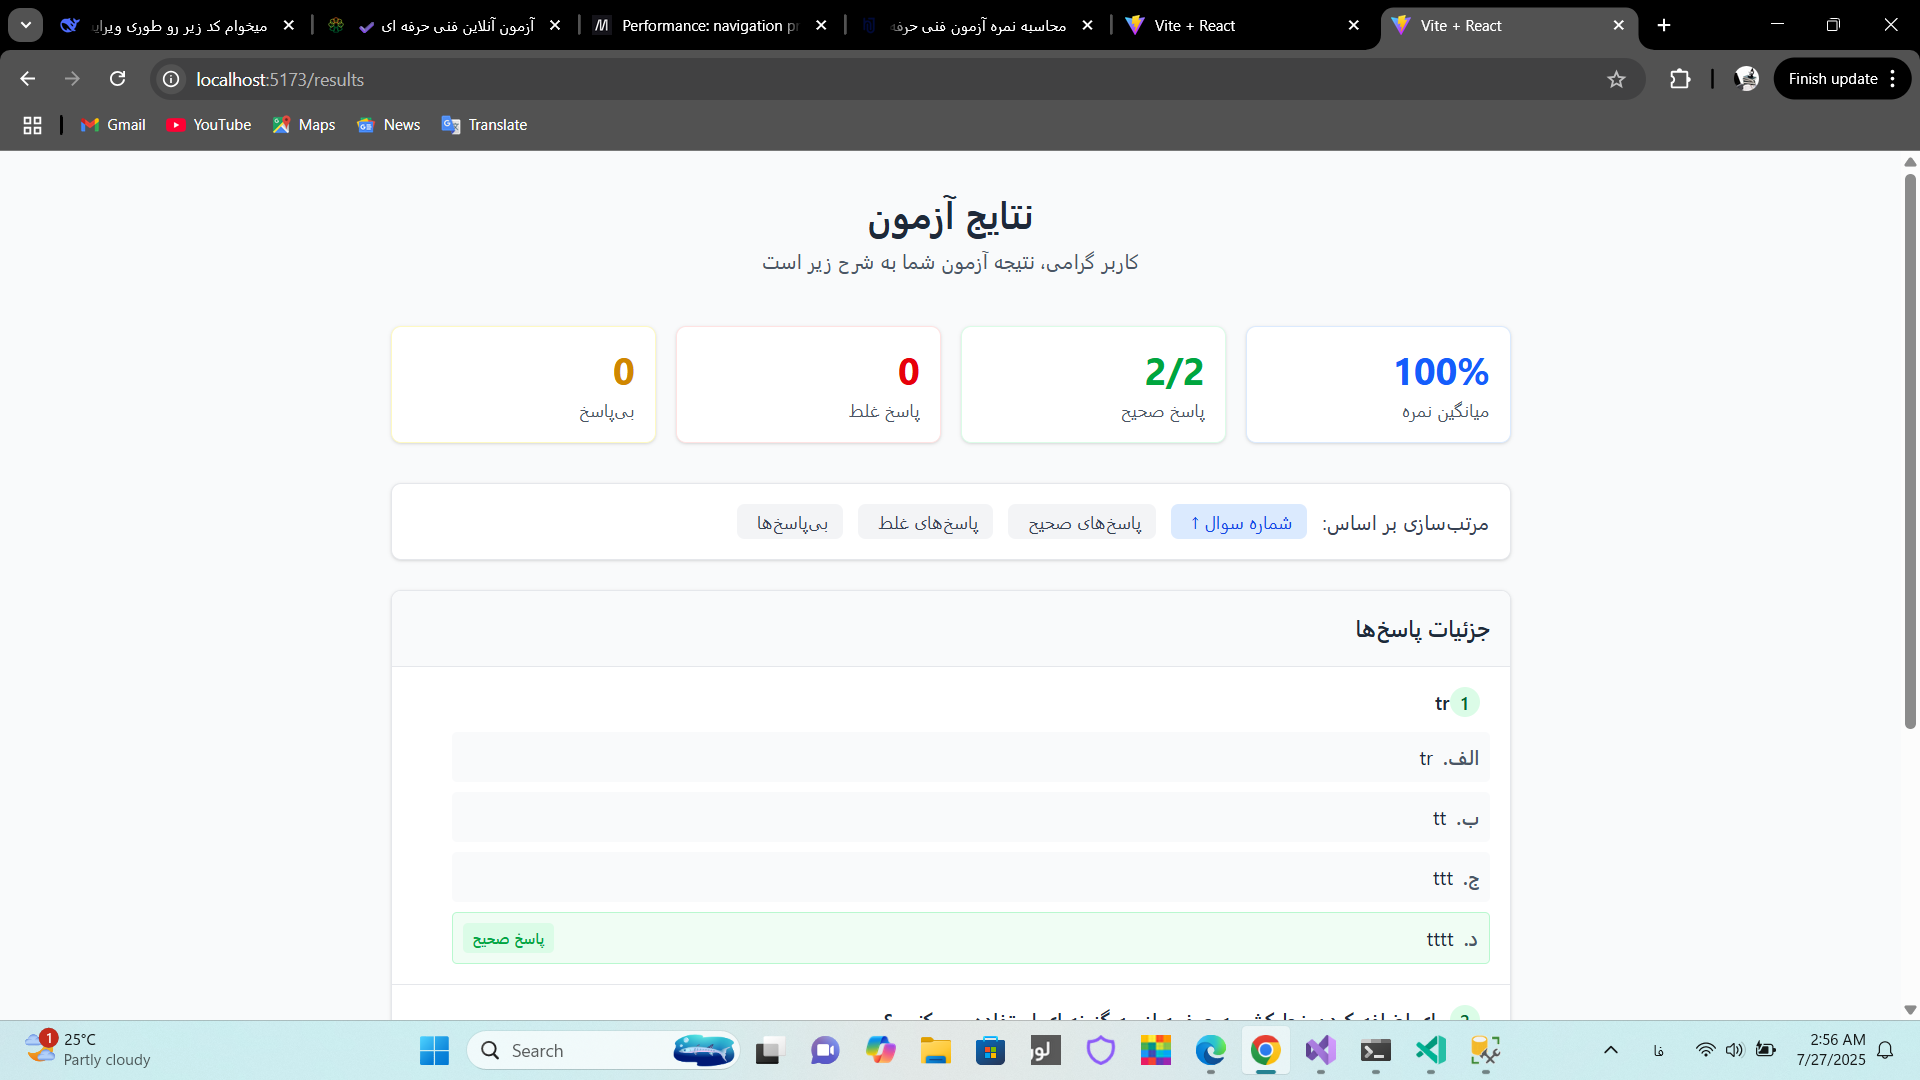 میخوام کد زیر رو طوری ویرایش
آزمون آنلاین فنی حرفه ای
Performance: navigation pr
محاسبه نمره آزمون فنی حرفه
Vite + React
Vite + React
localhost:5173/results
Finish update
Gmail
YouTube
Maps
News
Translate
نتایج آزمون
کاربر گرامی، نتیجه آزمون شما به شرح زیر است
100%
میانگین نمره
2/2
پاسخ صحیح
0
پاسخ غلط
0
بی‌پاسخ
مرتب‌سازی بر اساس:
شماره سوال ↑
پاسخ‌های صحیح
پاسخ‌های غلط
بی‌پاسخ‌ها
جزئیات پاسخ‌ها
1 tr
الف. tr
ب. tt
ج. ttt
د. tttt
پاسخ صحیح
1
25°C
Partly cloudy
Search
لور
فا
2:56 AM
7/27/2025